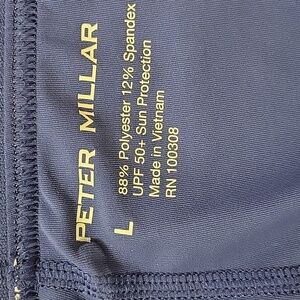 PETER MILLAR
L
88% Polyester 12% Spandex
UPF 50+ Sun Protection
Made in Vietnam
RN 100308